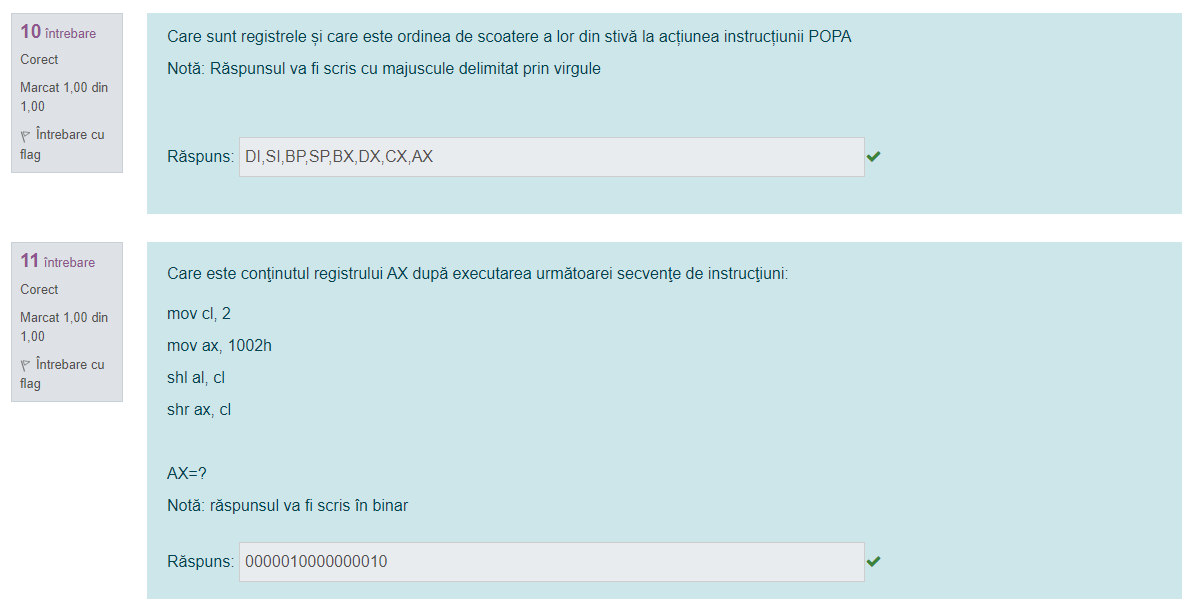 10 întrebare
Corect
Marcat 1,00 din
1,00
Întrebare cu
flag
Care sunt registrele și care este ordinea de scoatere a lor din stivă la acțiunea instrucțiunii POPA
Notă: Răspunsul va fi scris cu majuscule delimitat prin virgule
Răspuns: DI,SI,BP,SP,BX,DX,CX,AX
11 întrebare
Corect
Marcat 1,00 din
1,00
Întrebare cu
flag
Care este conţinutul registrului AX după executarea următoarei secvenţe de instrucţiuni:
mov cl, 2
mov ax, 1002h
shl al, cl
shr ax, cl
AX=?
Notă: răspunsul va fi scris în binar
Răspuns: 0000010000000010